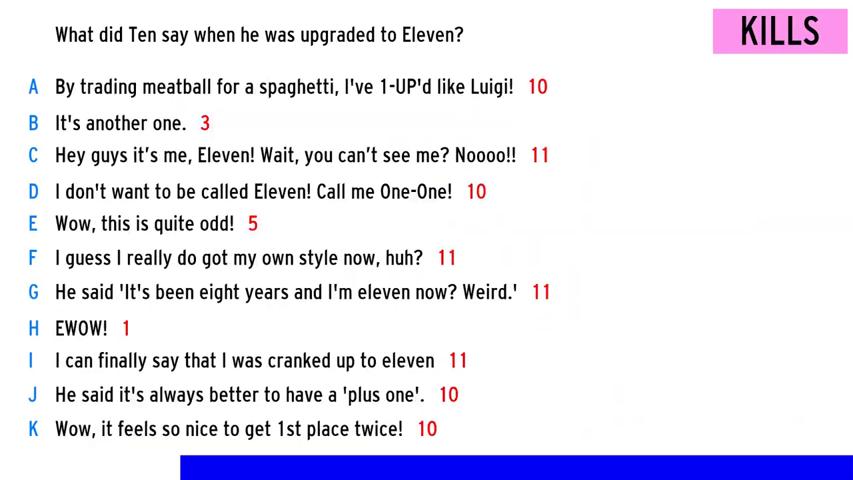 What did Ten say when he was upgraded to Eleven?
KILLS
A By trading meatball for a spaghetti, I've 1-UP'd like Luigi! 10
B It's another one. 3
C Hey guys it’s me, Eleven! Wait, you can’t see me? Noooo!! 11
D I don't want to be called Eleven! Call me One-One! 10
E Wow, this is quite odd! 5
F I guess I really do got my own style now, huh? 11
G He said 'It's been eight years and I'm eleven now? Weird.' 11
H EWOW! 1
I I can finally say that I was cranked up to eleven 11
J He said it's always better to have a 'plus one'. 10
K Wow, it feels so nice to get 1st place twice! 10